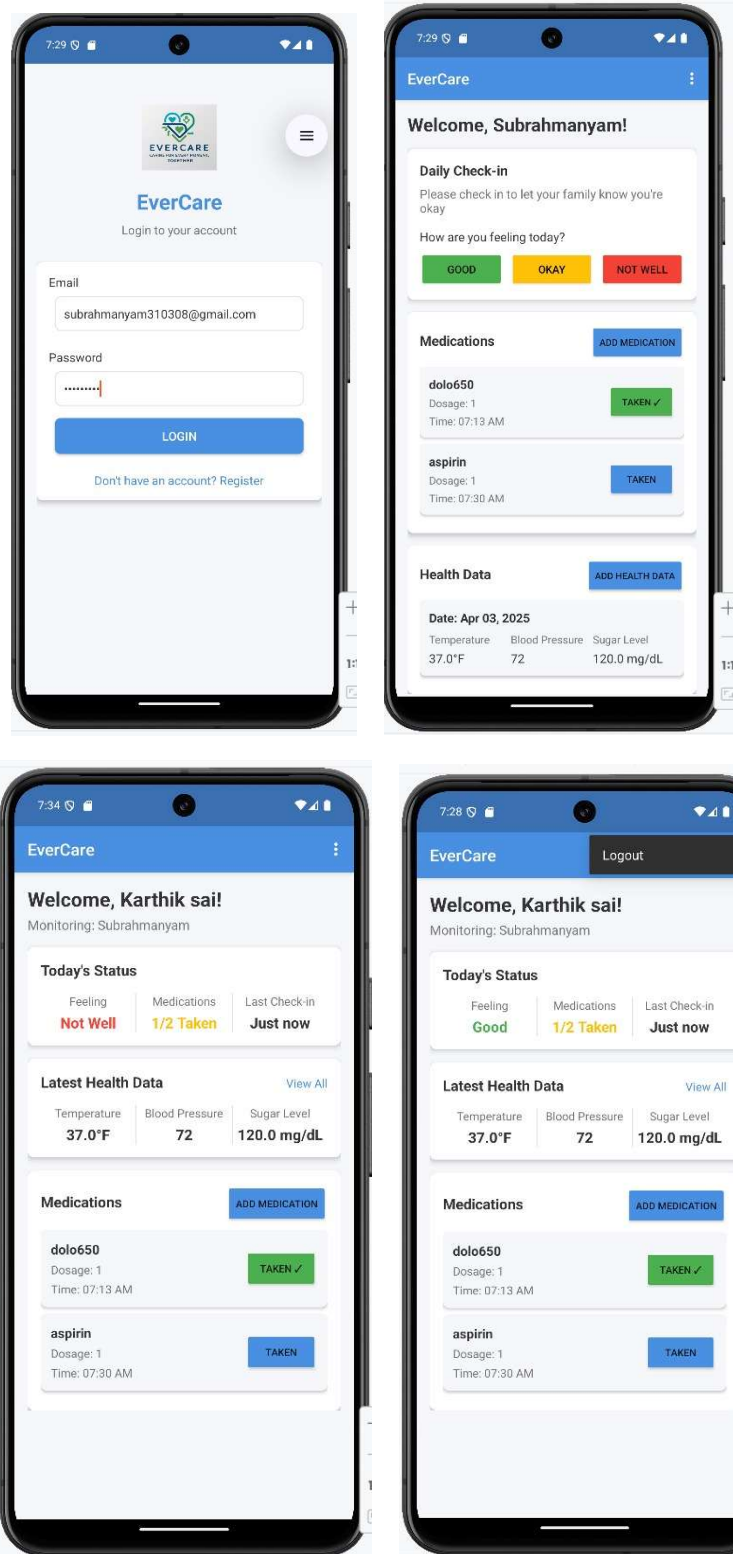 7:29
EVERCARE
CARING FOR EVERY MOMENT,
TOGETHER
EverCare
Login to your account
Email
subrahmanyam310308@gmail.com
Password
LOGIN
Don't have an account? Register
7:29
EverCare
Welcome, Subrahmanyam!
Daily Check-in
Please check in to let your family know you're
okay
How are you feeling today?
GOOD OKAY NOT WELL
Medications ADD MEDICATION
dolo650
Dosage: 1
Time: 07:13 AM
TAKEN ✓
aspirin
Dosage: 1
Time: 07:30 AM
TAKEN
Health Data ADD HEALTH DATA
Date: Apr 03, 2025
Temperature Blood Pressure Sugar Level
37.0°F 72 120.0 mg/dL
7:34
EverCare
Welcome, Karthik sai!
Monitoring: Subrahmanyam
Today's Status
Feeling Medications Last Check-in
Not Well 1/2 Taken Just now
Latest Health Data View All
Temperature Blood Pressure Sugar Level
37.0°F 72 120.0 mg/dL
Medications ADD MEDICATION
dolo650
Dosage: 1
Time: 07:13 AM
TAKEN ✓
aspirin
Dosage: 1
Time: 07:30 AM
TAKEN
7:28
EverCare
Logout
Welcome, Karthik sai!
Monitoring: Subrahmanyam
Today's Status
Feeling Medications Last Check-in
Good 1/2 Taken Just now
Latest Health Data View All
Temperature Blood Pressure Sugar Level
37.0°F 72 120.0 mg/dL
Medications ADD MEDICATION
dolo650
Dosage: 1
Time: 07:13 AM
TAKEN ✓
aspirin
Dosage: 1
Time: 07:30 AM
TAKEN